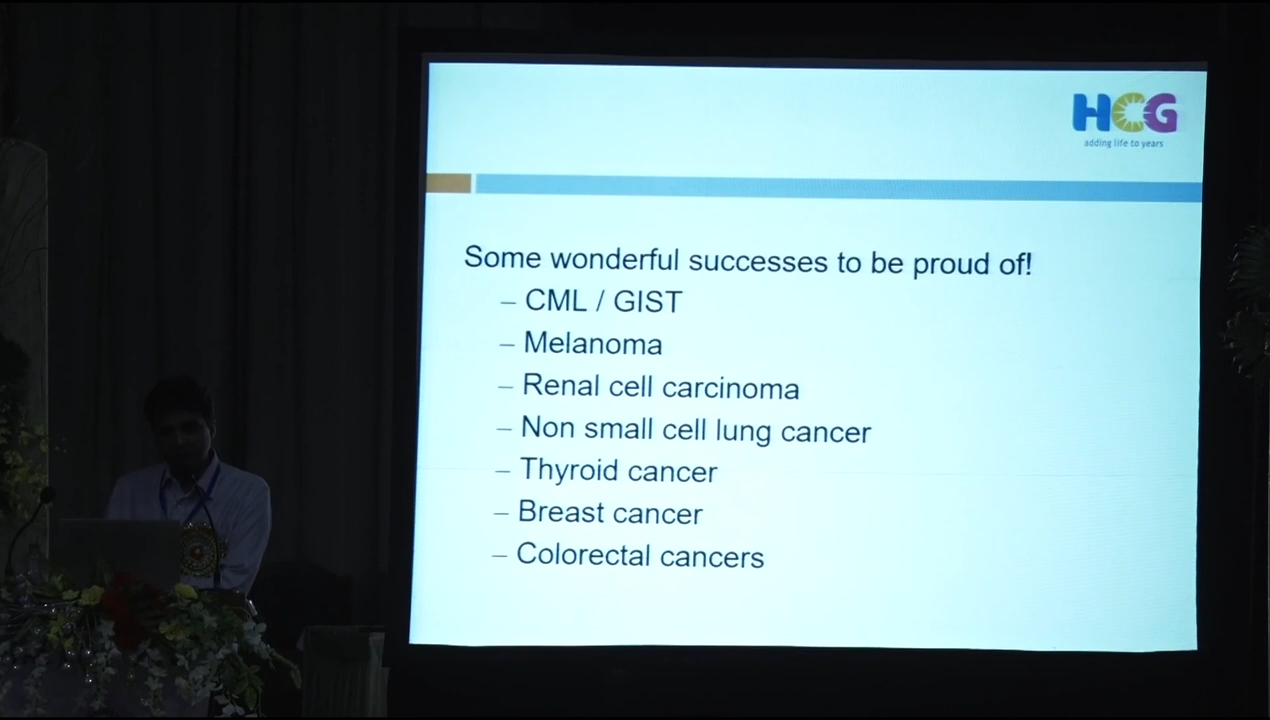 HCG
adding life to years
Some wonderful successes to be proud of!
– CML / GIST
– Melanoma
– Renal cell carcinoma
– Non small cell lung cancer
– Thyroid cancer
– Breast cancer
– Colorectal cancers